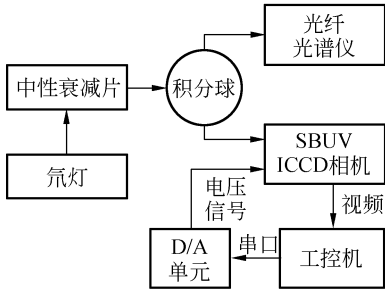 光纤
光谱仪
中性衰减片
积分球
SBUV
ICCD相机
氘灯
电压
信号
视频
D/A
单元
串口
工控机